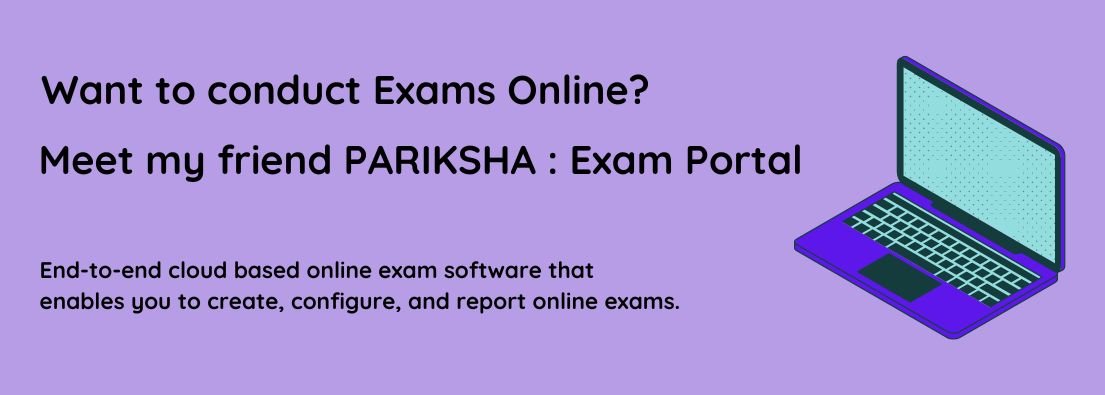 Want to conduct Exams Online?
Meet my friend PARIKSHA : Exam Portal
End-to-end cloud based online exam software that
enables you to create, configure, and report online exams.